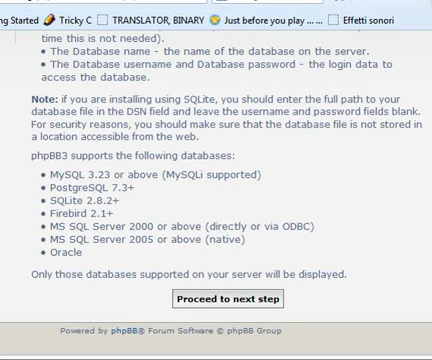 ng Started Tricky C TRANSLATOR, BINARY Just before you play ... ... Effetti sonori
time this is not needed).
• The Database name - the name of the database on the server.
• The Database username and Database password - the login data to
access the database.
Note: if you are installing using SQLite, you should enter the full path to your
database file in the DSN field and leave the username and password fields blank.
For security reasons, you should make sure that the database file is not stored in
a location accessible from the web.
phpBB3 supports the following databases:
• MySQL 3.23 or above (MySQLi supported)
• PostgreSQL 7.3+
• SQLite 2.8.2+
• Firebird 2.1+
• MS SQL Server 2000 or above (directly or via ODBC)
• MS SQL Server 2005 or above (native)
• Oracle
Only those databases supported on your server will be displayed.
Proceed to next step
Powered by phpBB® Forum Software © phpBB Group